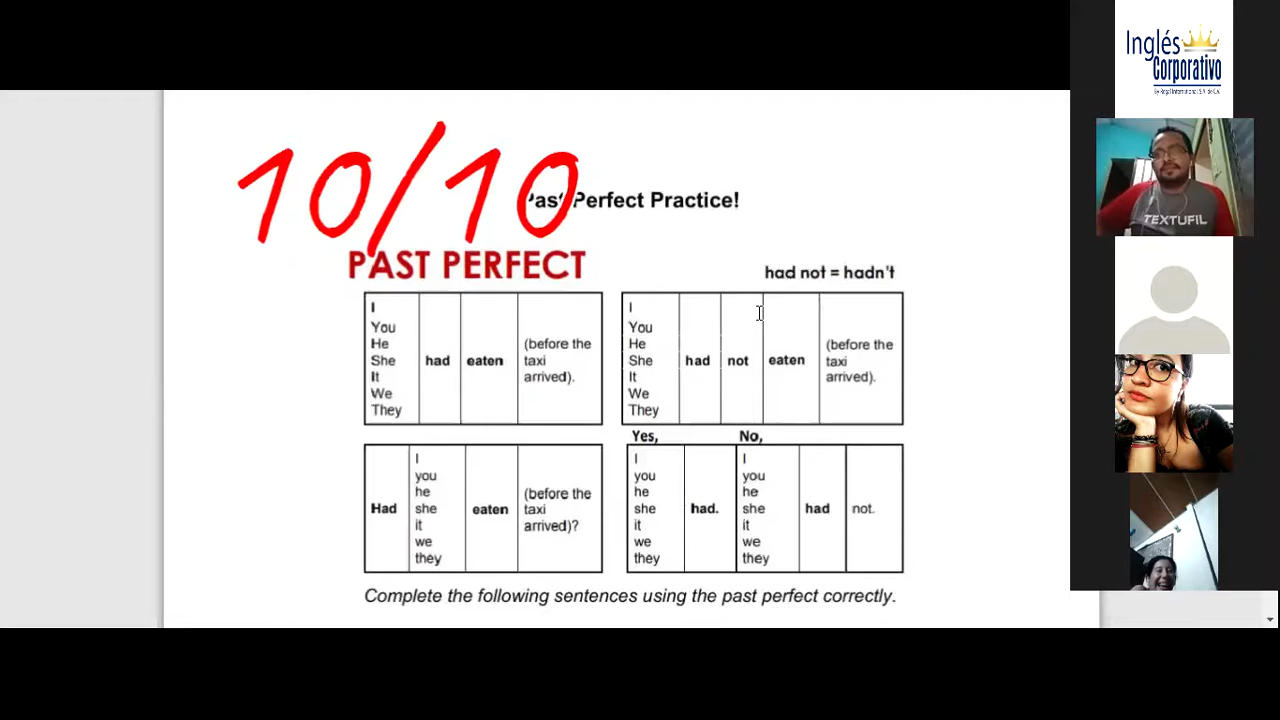 10/10
Past Perfect Practice!
PAST PERFECT
had not = hadn't
I
You
He
She
It
We
They
had
eaten
(before the
taxi
arrived).
I
You
He
She
It
We
They
had
not
eaten
(before the
taxi
arrived).
Had
I
you
he
she
it
we
they
eaten
(before the
taxi
arrived)?
Yes,
I
you
he
she
it
we
they
had.
No,
I
you
he
she
it
we
they
had
not.
Complete the following sentences using the past perfect correctly.
Inglés
Corporativo
By Regal International S.A. de C.V.
TEXTUFIL